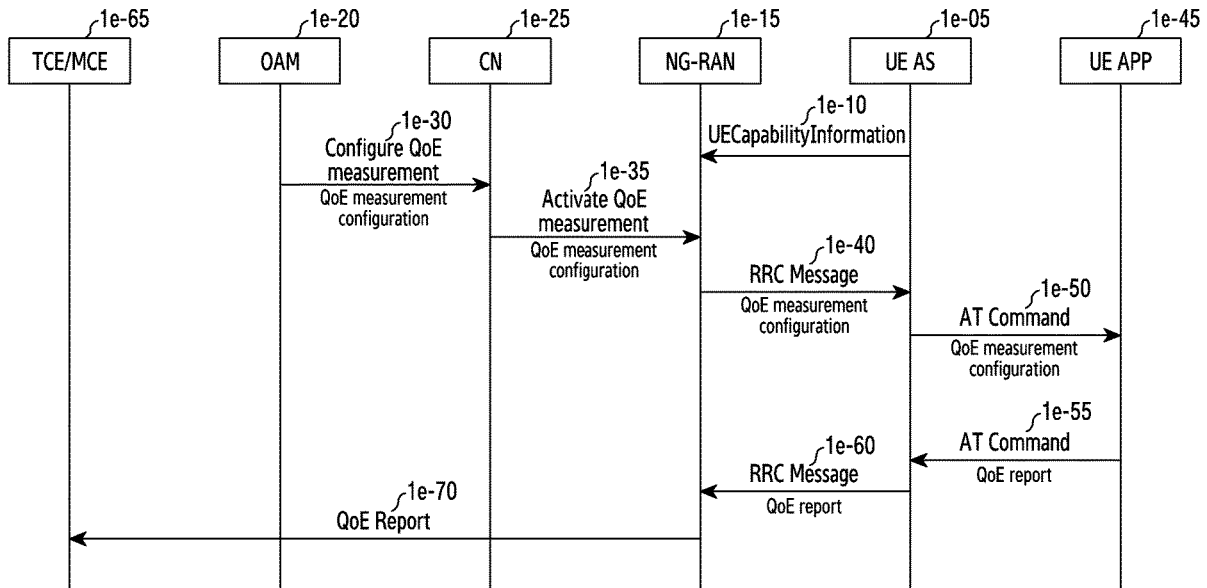 1e-65
1e-20
1e-25
1e-15
1e-05
1e-45
TCE/MCE
OAM
CN
NG-RAN
UE AS
UE APP
1e-10
UECapabilityInformation
1e-30
Configure QoE
measurement
QoE measurement
configuration
1e-35
Activate QoE
measurement
QoE measurement
configuration
1e-40
RRC Message
QoE measurement
configuration
1e-50
AT Command
QoE measurement
configuration
1e-55
AT Command
QoE report
1e-60
RRC Message
QoE report
1e-70
QoE Report